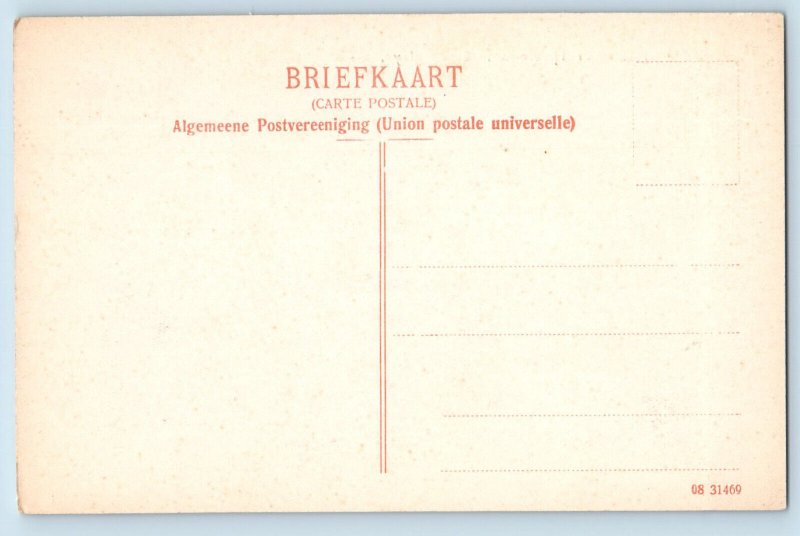 BRIEFKAART
(CARTE POSTALE)
Algemeene Postvereeniging (Union postale universelle)
08 31469